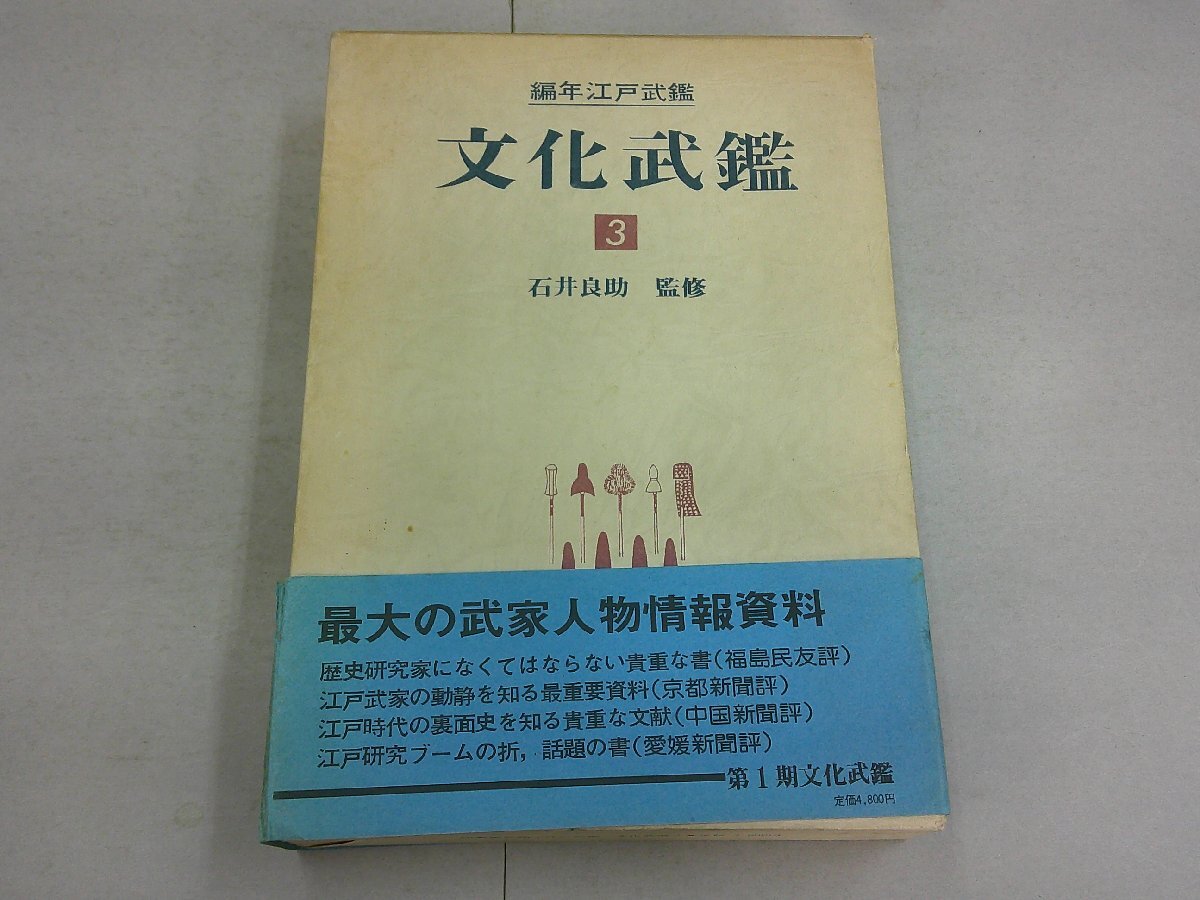 編年江戸武鑑
文化武鑑
3
石井良助 監修
最大の武家人物情報資料
歴史研究家になくてはならない貴重な書(福島民友評)
江戸武家の動静を知る最重要資料(京都新聞評)
江戸時代の裏面史を知る貴重な文献(中国新聞評)
江戸研究ブームの折，話題の書(愛媛新聞評)
第1期文化武鑑
定価4,800円